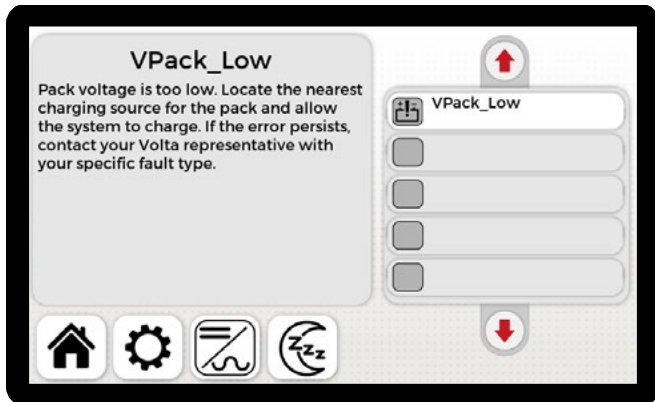 VPack_Low
Pack voltage is too low. Locate the nearest
charging source for the pack and allow
the system to charge. If the error persists,
contact your Volta representative with
your specific fault type.
VPack_Low
Zzz